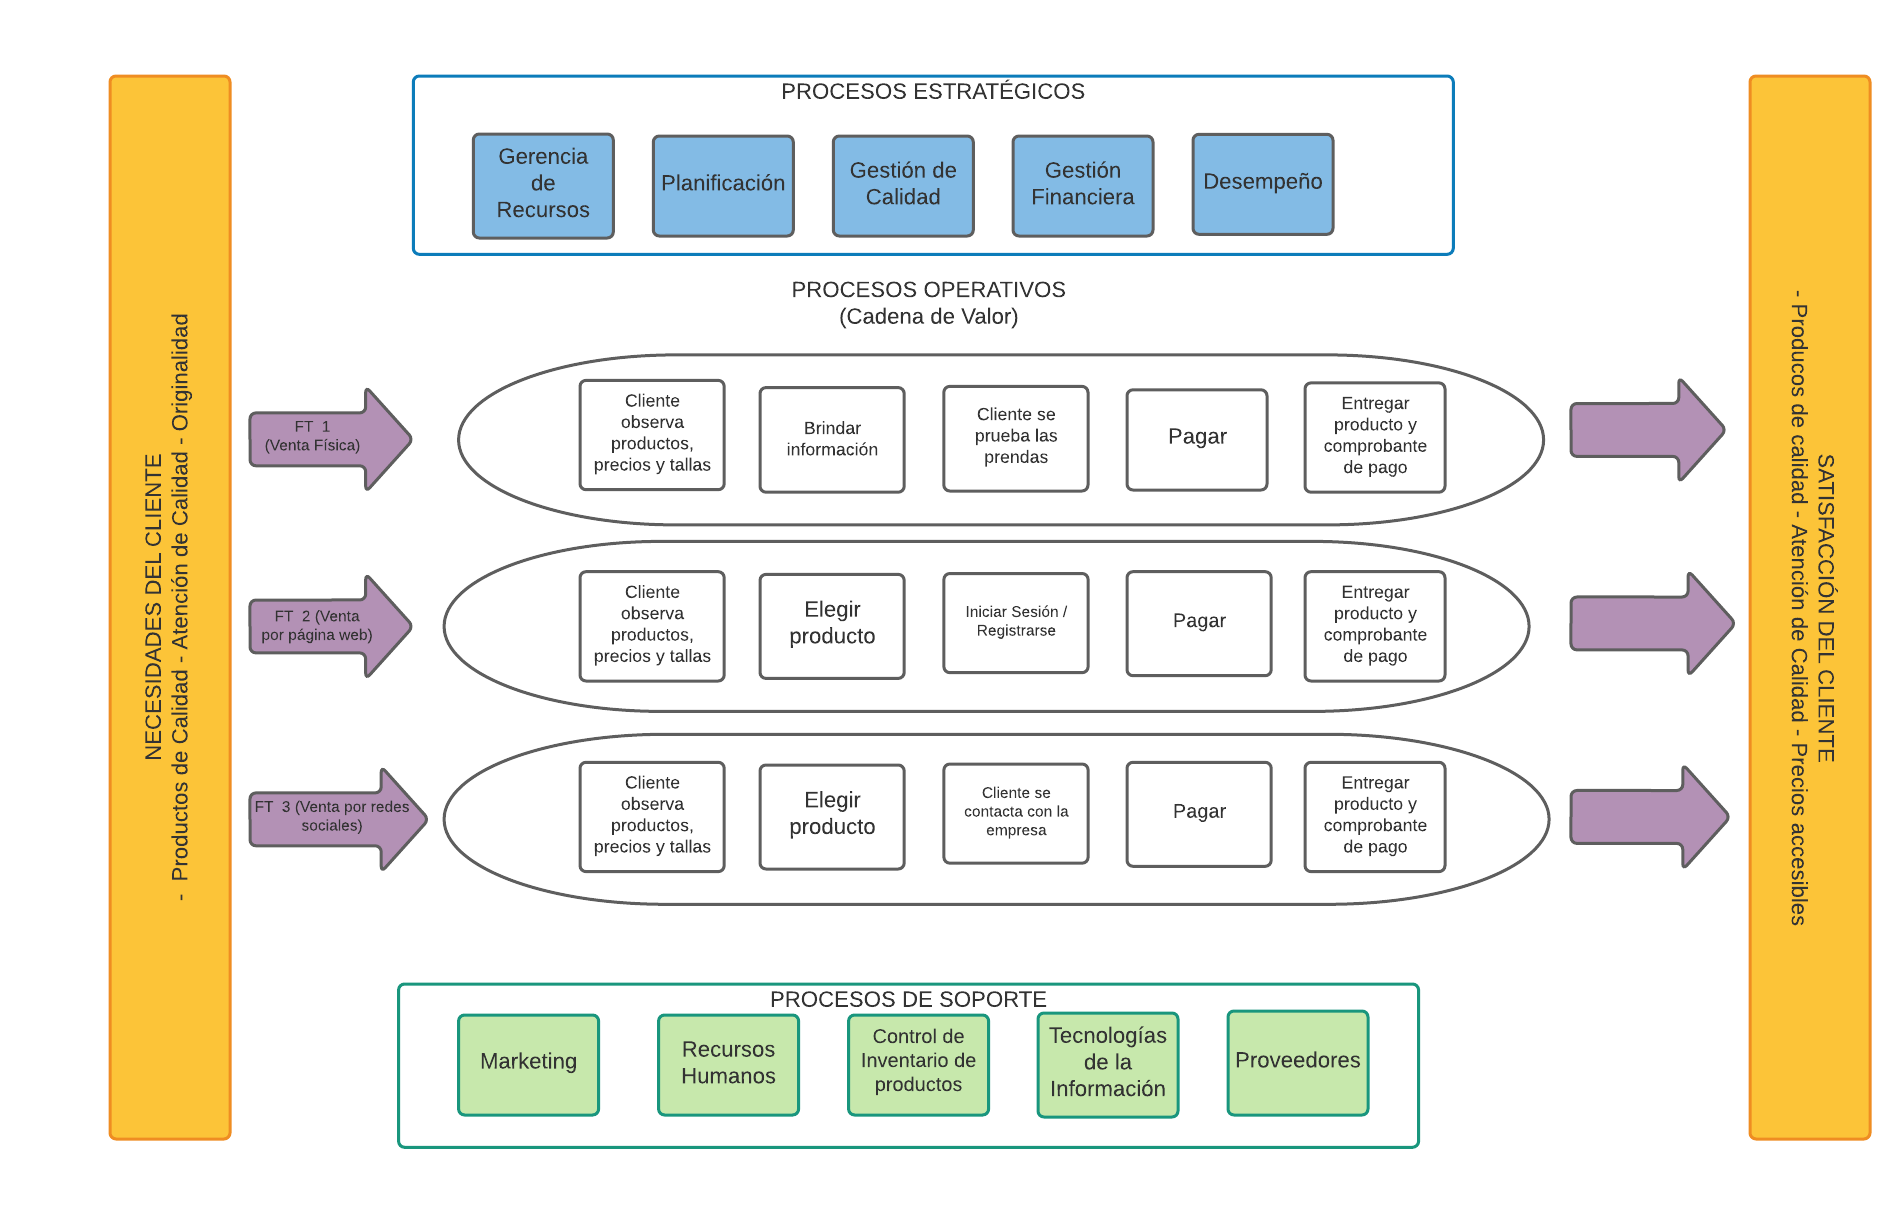 NECESIDADES DEL CLIENTE
- Productos de Calidad - Atención de Calidad - Originalidad
PROCESOS ESTRATÉGICOS
Gerencia
de
Recursos
Planificación
Gestión de
Calidad
Gestión
Financiera
Desempeño
PROCESOS OPERATIVOS
(Cadena de Valor)
FT 1
(Venta Física)
Cliente
observa
productos,
precios y tallas
Brindar
información
Cliente se
prueba las
prendas
Pagar
Entregar
producto y
comprobante
de pago
FT 2 (Venta
por página web)
Cliente
observa
productos,
precios y tallas
Elegir
producto
Iniciar Sesión /
Registrarse
Pagar
Entregar
producto y
comprobante
de pago
FT 3 (Venta por redes
sociales)
Cliente
observa
productos,
precios y tallas
Elegir
producto
Cliente se
contacta con la
empresa
Pagar
Entregar
producto y
comprobante
de pago
PROCESOS DE SOPORTE
Marketing
Recursos
Humanos
Control de
Inventario de
productos
Tecnologías
de la
Información
Proveedores
SATISFACCIÓN DEL CLIENTE
- Producos de calidad - Atención de Calidad - Precios accesibles